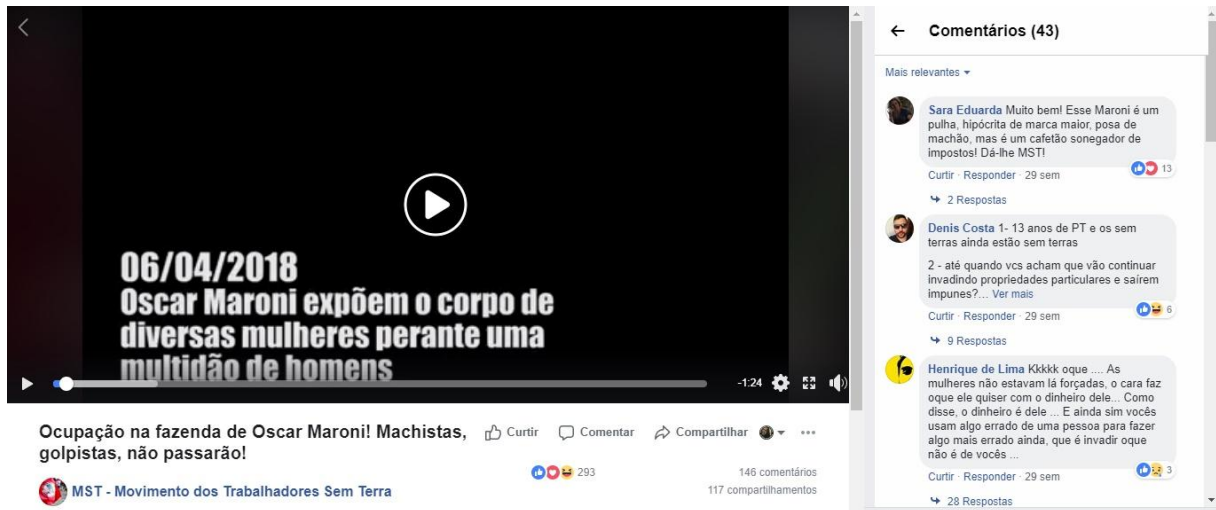 06/04/2018
Oscar Maroni expõem o corpo de
diversas mulheres perante uma
multidão de homens
-1:24
Ocupação na fazenda de Oscar Maroni! Machistas,
golpistas, não passarão!
Curtir
Comentar
Compartilhar
293
146 comentários
117 compartilhamentos
MST - Movimento dos Trabalhadores Sem Terra
Comentários (43)
Mais relevantes
Sara Eduarda Muito bem! Esse Maroni é um
pulha, hipócrita de marca maior, posa de
machão, mas é um cafetão sonegador de
impostos! Dá-lhe MST!
Curtir · Responder · 29 sem
13
2 Respostas
Denis Costa 1- 13 anos de PT e os sem
terras ainda estão sem terras
2 - até quando vcs acham que vão continuar
invadindo propriedades particulares e saírem
impunes?... Ver mais
Curtir · Responder · 29 sem
6
9 Respostas
Henrique de Lima Kkkkk oque .... As
mulheres não estavam lá forçadas, o cara faz
oque ele quiser com o dinheiro dele... Como
disse, o dinheiro é dele ... E ainda sim vocês
usam algo errado de uma pessoa para fazer
algo mais errado ainda, que é invadir oque
não é de vocês ...
Curtir · Responder · 29 sem
3
28 Respostas